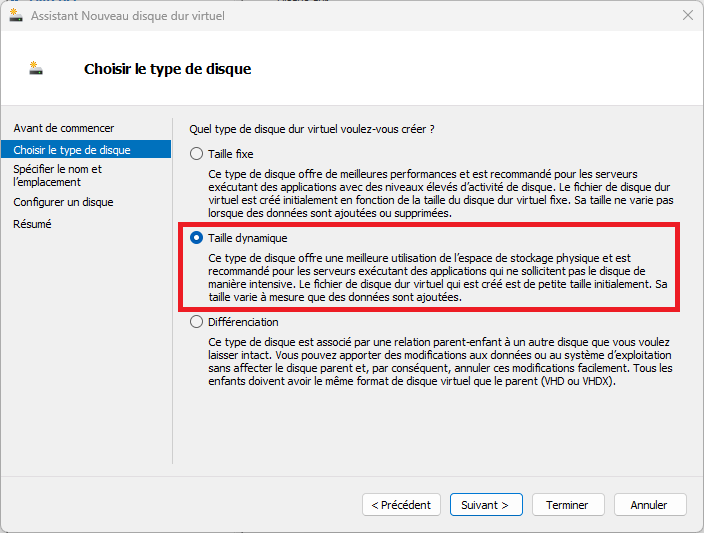 Assistant Nouveau disque dur virtuel
Choisir le type de disque
Avant de commencer
Choisir le type de disque
Spécifier le nom et
l'emplacement
Configurer un disque
Résumé
Quel type de disque dur virtuel voulez-vous créer ?
Taille fixe
Ce type de disque offre de meilleures performances et est recommandé pour les serveurs
exécutant des applications avec des niveaux élevés d'activité de disque. Le fichier de disque dur
virtuel est créé initialement en fonction de la taille du disque dur virtuel fixe. Sa taille ne varie pas
lorsque des données sont ajoutées ou supprimées.
Taille dynamique
Ce type de disque offre une meilleure utilisation de l'espace de stockage physique et est
recommandé pour les serveurs exécutant des applications qui ne sollicitent pas le disque de
manière intensive. Le fichier de disque dur virtuel qui est créé est de petite taille initialement. Sa
taille varie à mesure que des données sont ajoutées.
Différenciation
Ce type de disque est associé par une relation parent-enfant à un autre disque que vous voulez
laisser intact. Vous pouvez apporter des modifications aux données ou au système d'exploitation
sans affecter le disque parent et, par conséquent, annuler ces modifications facilement. Tous les
enfants doivent avoir le même format de disque virtuel que le parent (VHD ou VHDX).
< Précédent
Suivant >
Terminer
Annuler